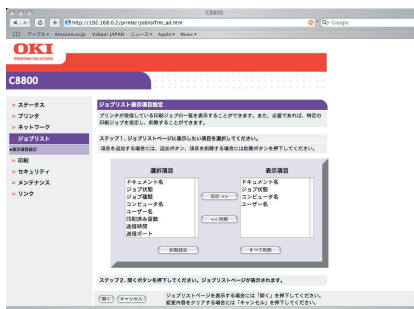 C8800
http://192.168.0.2/printer/joblistfrm_ad.htm
Google
アップル▼ Amazon.co.jp Yahoo! JAPAN ニュース▼ Apple▼ News▼
OKI
PRINTING SOLUTIONS
C8800
ステータス
プリンタ
ネットワーク
ジョブリスト
表示項目設定
印刷
セキュリティ
メンテナンス
リンク
ジョブリスト表示項目設定
プリンタが受信している印刷ジョブの一覧を表示することができます。また、必要であれば、特定の
印刷ジョブを指定し、削除することができます。
ステップ1. ジョブリストページに表示したい項目を選択してください。
項目を追加する場合には、追加ボタン、項目を削除する場合には削除ボタンを押下してください。
選択項目
表示項目
ドキュメント名
ジョブ状態
ジョブ種類
コンピュータ名
ユーザー名
印刷済み面数
送信時間
送信ポート
追加 >>
<< 削除
ドキュメント名
ジョブ状態
コンピュータ名
ユーザー名
初期設定
すべて削除
ステップ2. 開くボタンを押下してください。ジョブリストページが表示されます。
開く
キャンセル
ジョブリストページを表示する場合には「開く」を押下してください。
変更内容をクリアする場合には「キャンセル」を押下してください。